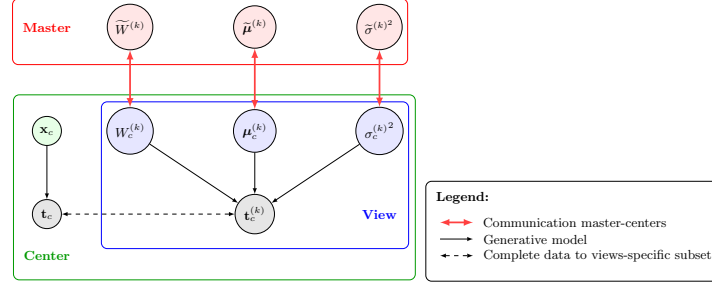 Master
W̃^(k)
μ̃^(k)
σ̃^(k)²
x_c
W_c^(k)
μ_c^(k)
σ_c^(k)²
t_c
t_c^(k)
View
Center
Legend:
Communication master-centers
Generative model
Complete data to views-specific subset